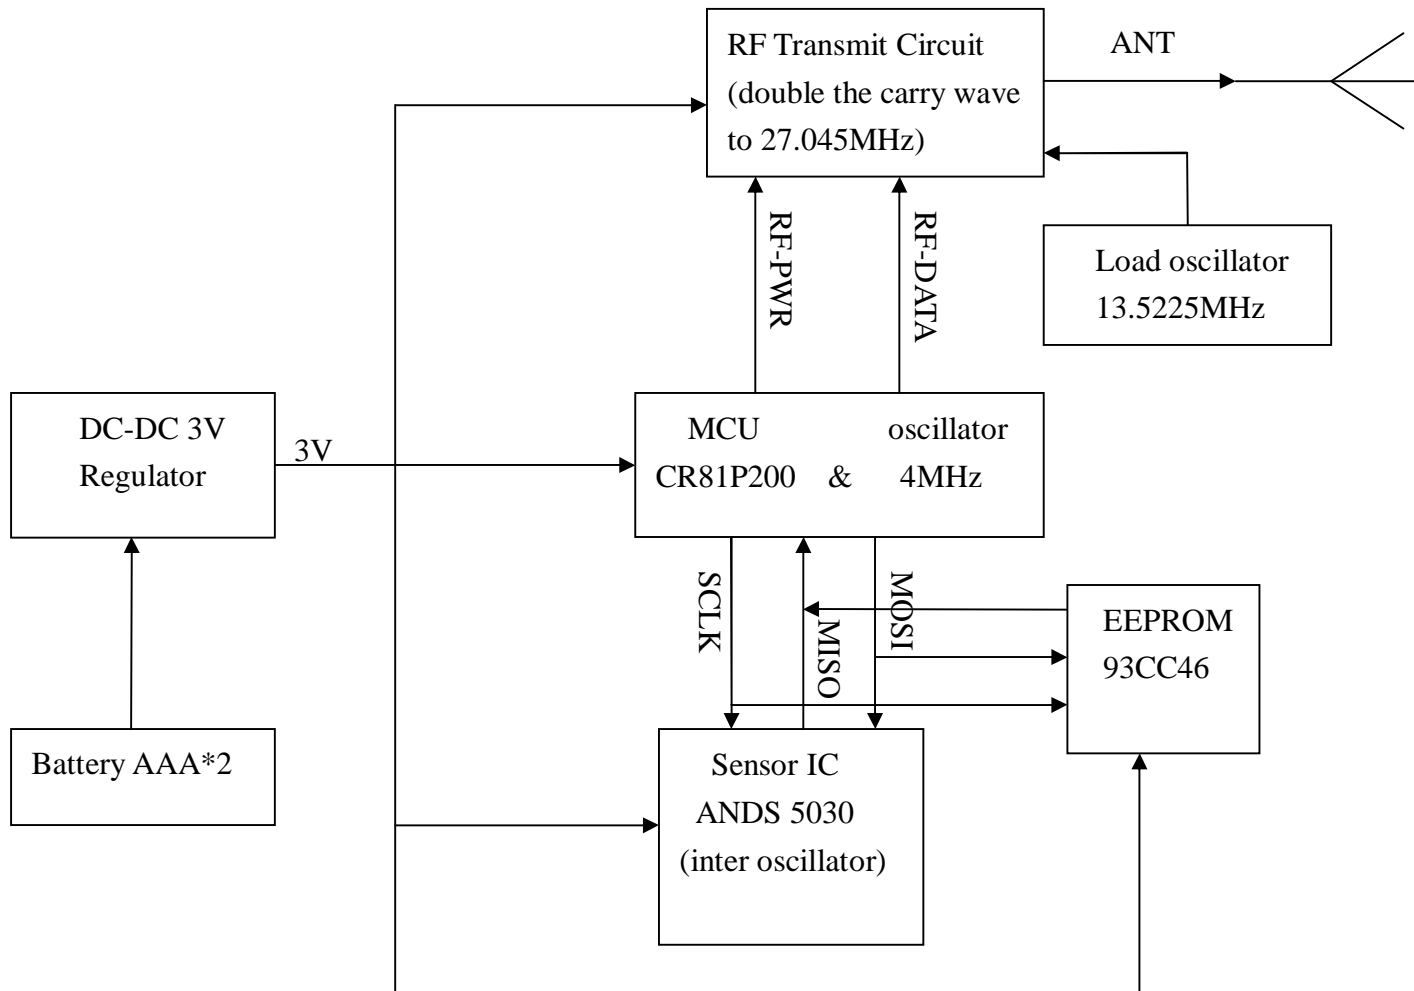 RF Transmit Circuit
(double the carry wave
to 27.045MHz)
ANT
RF-PWR
RF-DATA
Load oscillator
13.5225MHz
DC-DC 3V
Regulator
3V
MCU oscillator
CR81P200 & 4MHz
SCLK
MISO
MOSI
EEPROM
93CC46
Battery AAA*2
Sensor IC
ANDS 5030
(inter oscillator)